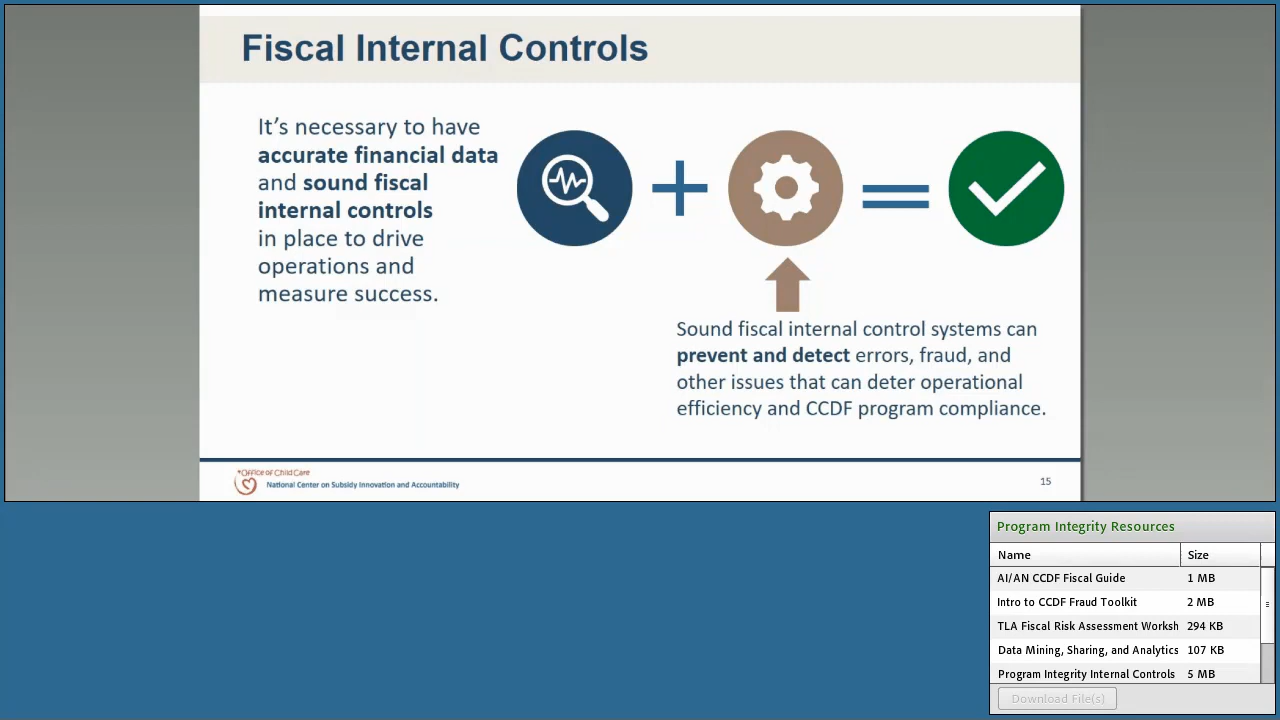 Fiscal Internal Controls
It's necessary to have
accurate financial data
and sound fiscal
internal controls
in place to drive
operations and
measure success.
Sound fiscal internal control systems can
prevent and detect errors, fraud, and
other issues that can deter operational
efficiency and CCDF program compliance.
Office of Child Care
National Center on Subsidy Innovation and Accountability
15
Program Integrity Resources
Name Size
AI/AN CCDF Fiscal Guide 1 MB
Intro to CCDF Fraud Toolkit 2 MB
TLA Fiscal Risk Assessment Worksh 294 KB
Data Mining, Sharing, and Analytics 107 KB
Program Integrity Internal Controls 5 MB
Download File(s)